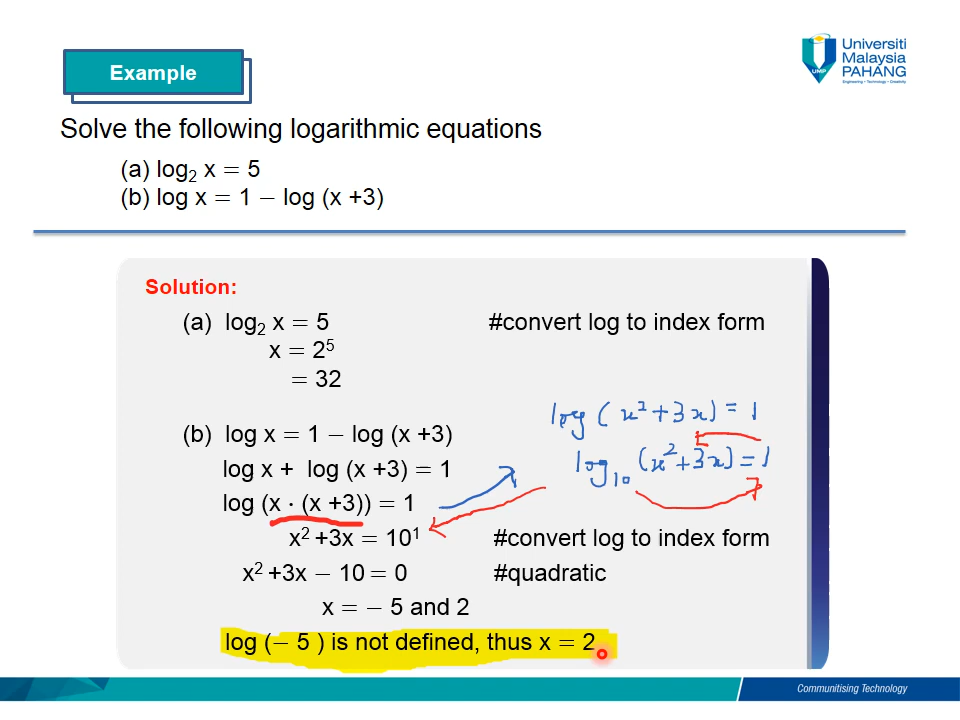 Example
Universiti
Malaysia
PAHANG
UMP
Engineering • Technology • Creativity
Solve the following logarithmic equations
(a) log₂ x = 5
(b) log x = 1 − log (x +3)
Solution:
(a) log₂ x = 5 #convert log to index form
x = 2⁵
= 32
log (x² + 3x) = 1
(b) log x = 1 − log (x +3)
log₁₀ (x² + 3x) = 1
log x + log (x +3) = 1
log (x · (x +3)) = 1
x² +3x = 10¹ #convert log to index form
x² +3x − 10 = 0 #quadratic
x = − 5 and 2
log (− 5 ) is not defined, thus x = 2
Communitising Technology